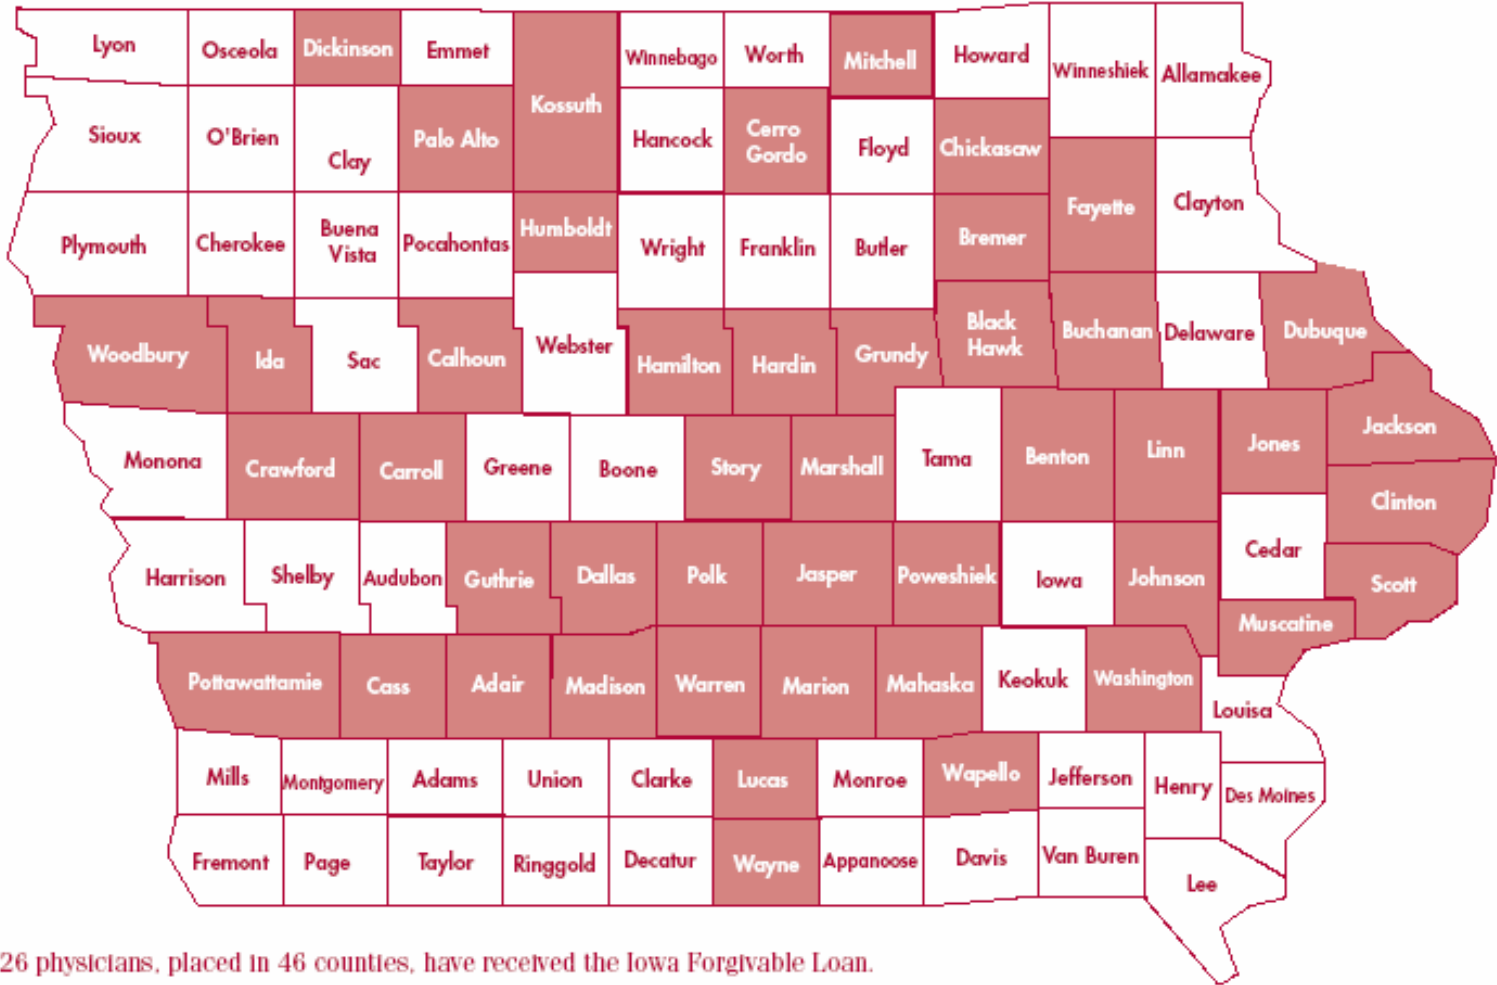 Lyon
Osceola
Dickinson
Emmet
Kossuth
Winnebago
Worth
Mitchell
Howard
Winneshiek
Allamakee
Sioux
O'Brien
Clay
Palo Alto
Hancock
Cerro
Gordo
Floyd
Chickasaw
Fayette
Clayton
Plymouth
Cherokee
Buena
Vista
Pocahontas
Humboldt
Wright
Franklin
Butler
Bremer
Woodbury
Ida
Sac
Calhoun
Webster
Hamilton
Hardin
Grundy
Black
Hawk
Buchanan
Delaware
Dubuque
Monona
Crawford
Carroll
Greene
Boone
Story
Marshall
Tama
Benton
Linn
Jones
Jackson
Clinton
Harrison
Shelby
Audubon
Guthrie
Dallas
Polk
Jasper
Poweshiek
Iowa
Johnson
Cedar
Scott
Muscatine
Pottawattamie
Cass
Adair
Madison
Warren
Marion
Mahaska
Keokuk
Washington
Louisa
Mills
Montgomery
Adams
Union
Clarke
Lucas
Monroe
Wapello
Jefferson
Henry
Des Moines
Fremont
Page
Taylor
Ringgold
Decatur
Wayne
Appanoose
Davis
Van Buren
Lee
26 physicians, placed in 46 counties, have received the Iowa Forgivable Loan.